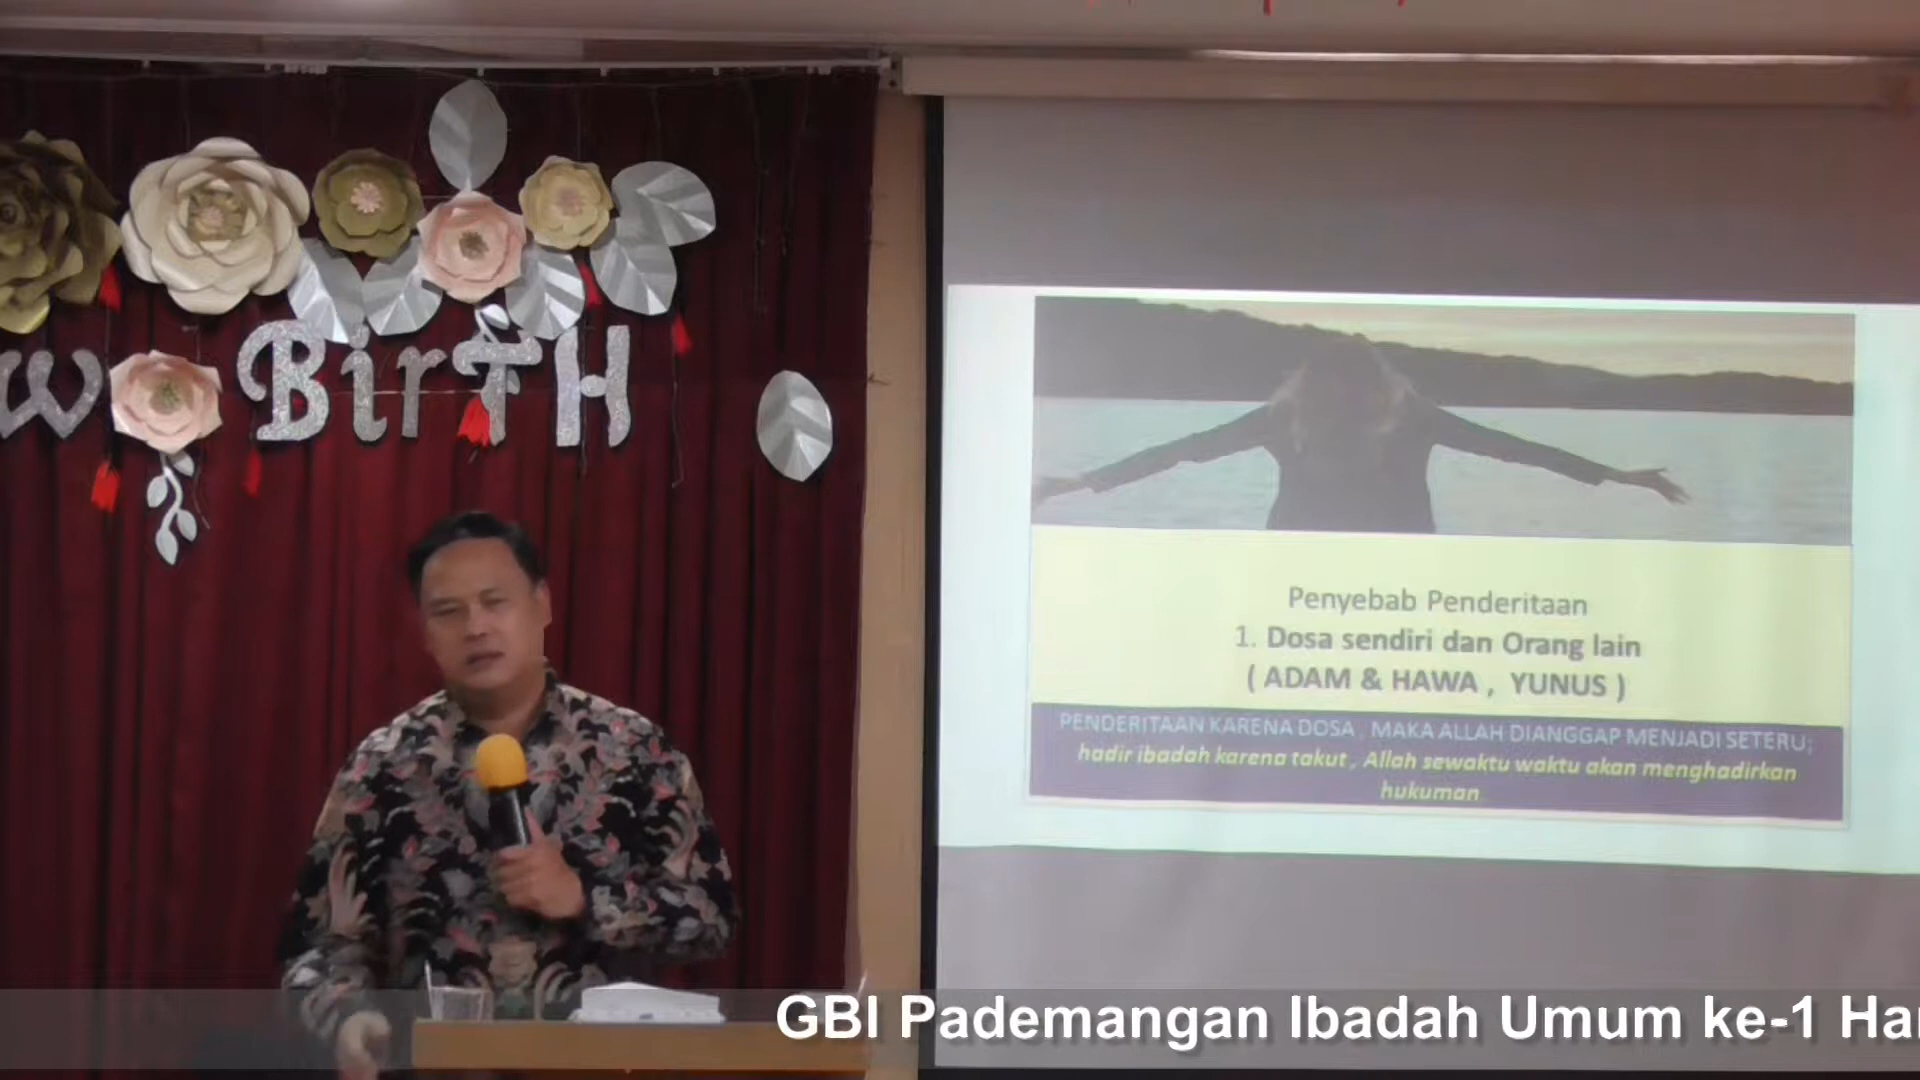 w BirTH
Penyebab Penderitaan
1. Dosa sendiri dan Orang lain
( ADAM & HAWA , YUNUS )
PENDERITAAN KARENA DOSA , MAKA ALLAH DIANGGAP MENJADI SETERU;
hadir ibadah karena takut , Allah sewaktu waktu akan menghadirkan
hukuman
GBI Pademangan Ibadah Umum ke-1 Har